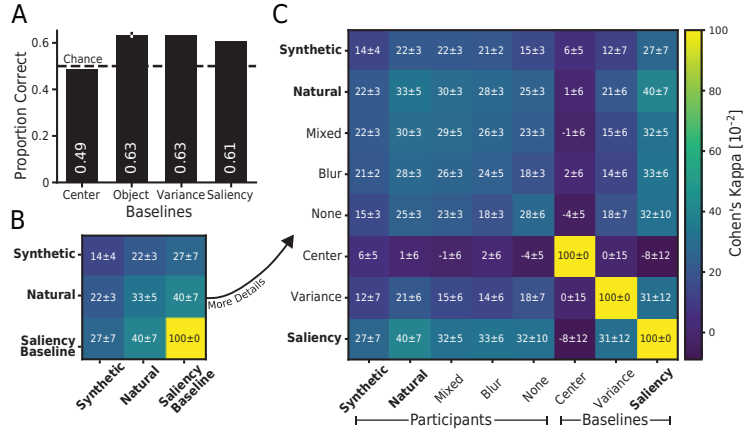 A
Proportion Correct
0.6
0.4
0.2
0
Chance
0.49
0.63
0.63
0.61
Center Object Variance Saliency
Baselines
B
Synthetic 14±4 22±3 27±7
Natural 22±3 33±5 40±7
Saliency Baseline 27±7 40±7 100±0
Synthetic Natural Saliency Baseline
More Details
C
Synthetic 14±4 22±3 22±3 21±2 15±3 6±5 12±7 27±7
Natural 22±3 33±5 30±3 28±3 25±3 1±6 21±6 40±7
Mixed 22±3 30±3 29±5 26±3 23±3 -1±6 15±6 32±5
Blur 21±2 28±3 26±3 24±5 18±3 2±6 14±6 33±6
None 15±3 25±3 23±3 18±3 28±6 -4±5 18±7 32±10
Center 6±5 1±6 -1±6 2±6 -4±5 100±0 0±15 -8±12
Variance 12±7 21±6 15±6 14±6 18±7 0±15 100±0 31±12
Saliency 27±7 40±7 32±5 33±6 32±10 -8±12 31±12 100±0
Synthetic Natural Mixed Blur None Center Variance Saliency
Participants Baselines
100
80
60
40
20
0
Cohen's Kappa [10⁻²]